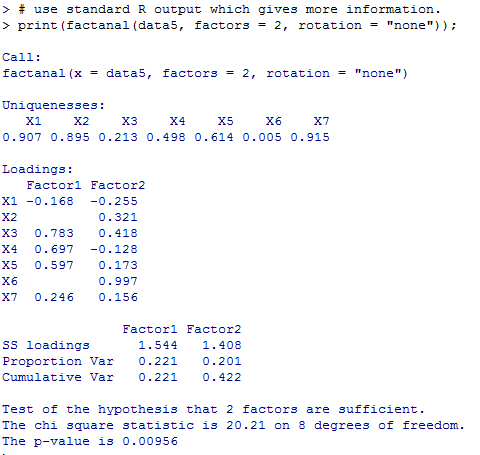 > # use standard R output which gives more information.
> print(factanal(data5, factors = 2, rotation = "none"));
Call:
factanal(x = data5, factors = 2, rotation = "none")
Uniquenesses:
X1 X2 X3 X4 X5 X6 X7
0.907 0.895 0.213 0.498 0.614 0.005 0.915
Loadings:
Factor1 Factor2
X1 -0.168 -0.255
X2 0.321
X3 0.783 0.418
X4 0.697 -0.128
X5 0.597 0.173
X6 0.997
X7 0.246 0.156
Factor1 Factor2
SS loadings 1.544 1.408
Proportion Var 0.221 0.201
Cumulative Var 0.221 0.422
Test of the hypothesis that 2 factors are sufficient.
The chi square statistic is 20.21 on 8 degrees of freedom.
The p-value is 0.00956